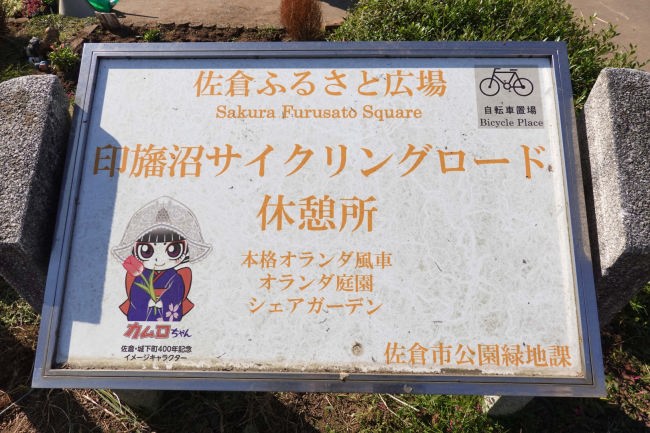 佐倉ふるさと広場
Sakura Furusato Square
自転車置場
Bicycle Place
印旛沼サイクリングロード
休憩所
本格オランダ風車
オランダ庭園
シェアガーデン
カムロちゃん
佐倉・城下町400年記念
イメージキャラクター
佐倉市公園緑地課